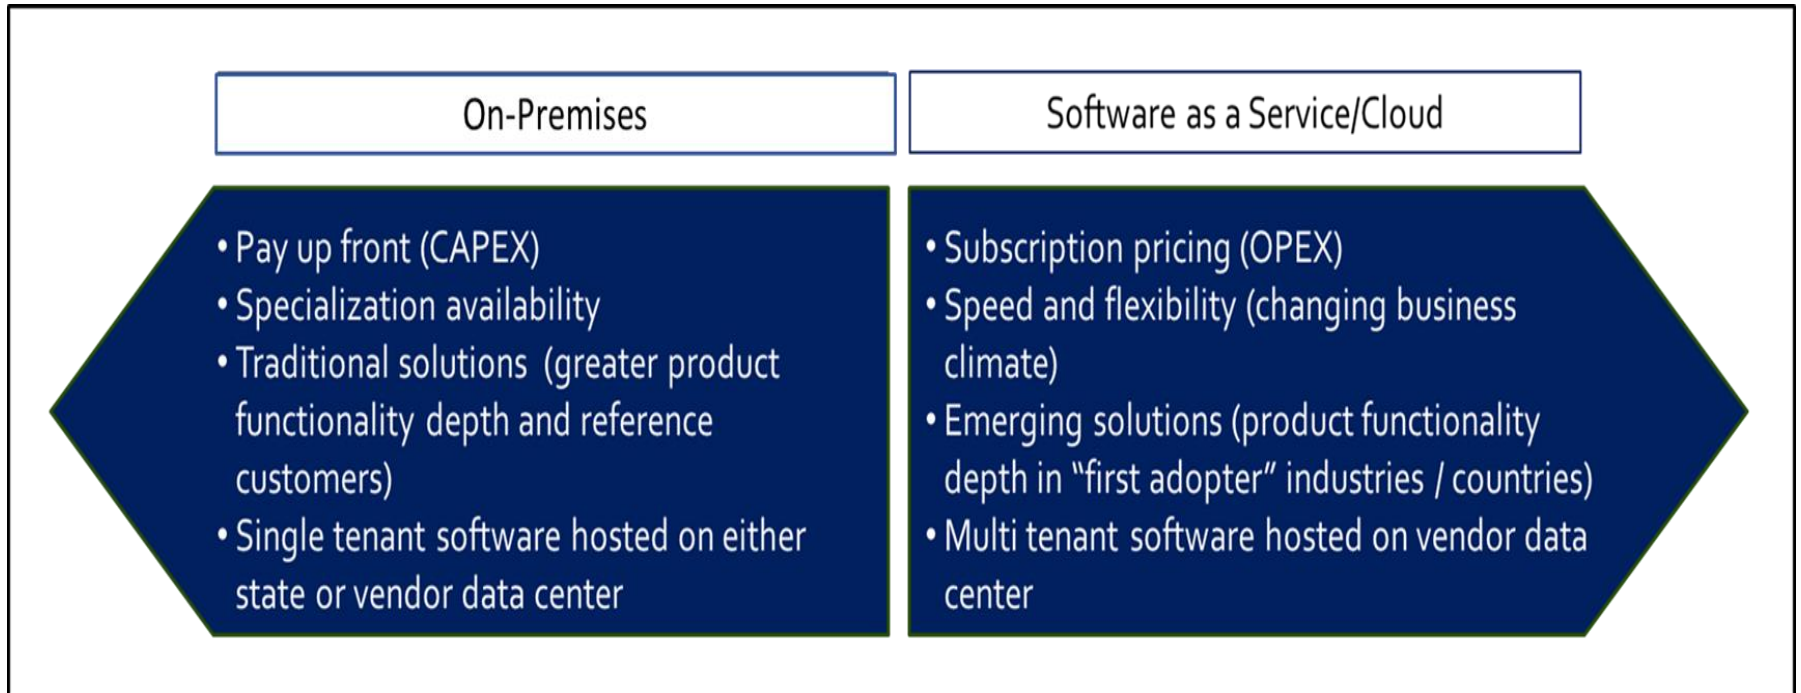 On-Premises
Software as a Service/Cloud
• Pay up front (CAPEX)
• Specialization availability
• Traditional solutions (greater product
functionality depth and reference
customers)
• Single tenant software hosted on either
state or vendor data center
• Subscription pricing (OPEX)
• Speed and flexibility (changing business
climate)
• Emerging solutions (product functionality
depth in “first adopter” industries / countries)
• Multi tenant software hosted on vendor data
center